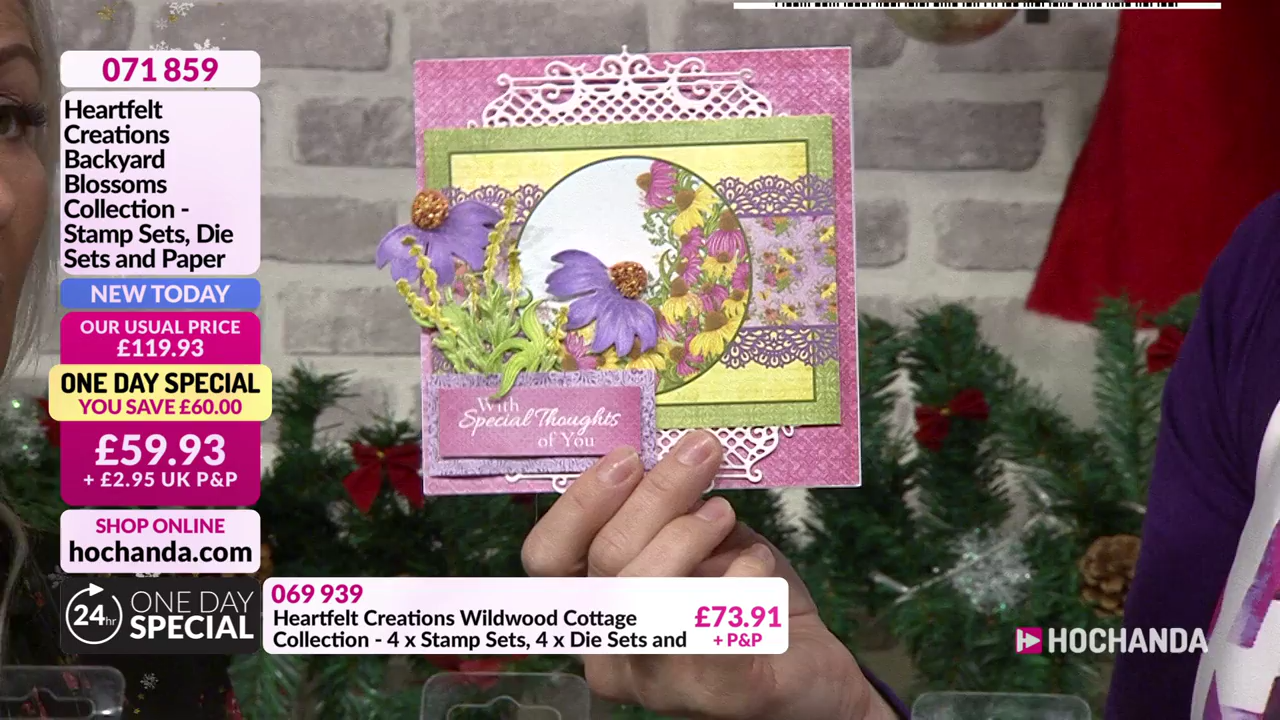 071 859
Heartfelt
Creations
Backyard
Blossoms
Collection -
Stamp Sets, Die
Sets and Paper
NEW TODAY
OUR USUAL PRICE
£119.93
ONE DAY SPECIAL
YOU SAVE £60.00
£59.93
+ £2.95 UK P&P
SHOP ONLINE
hochanda.com
24hr
ONE DAY
SPECIAL
069 939
Heartfelt Creations Wildwood Cottage
Collection - 4 x Stamp Sets, 4 x Die Sets and
£73.91
+ P&P
With
Special Thoughts
of You
HOCHANDA